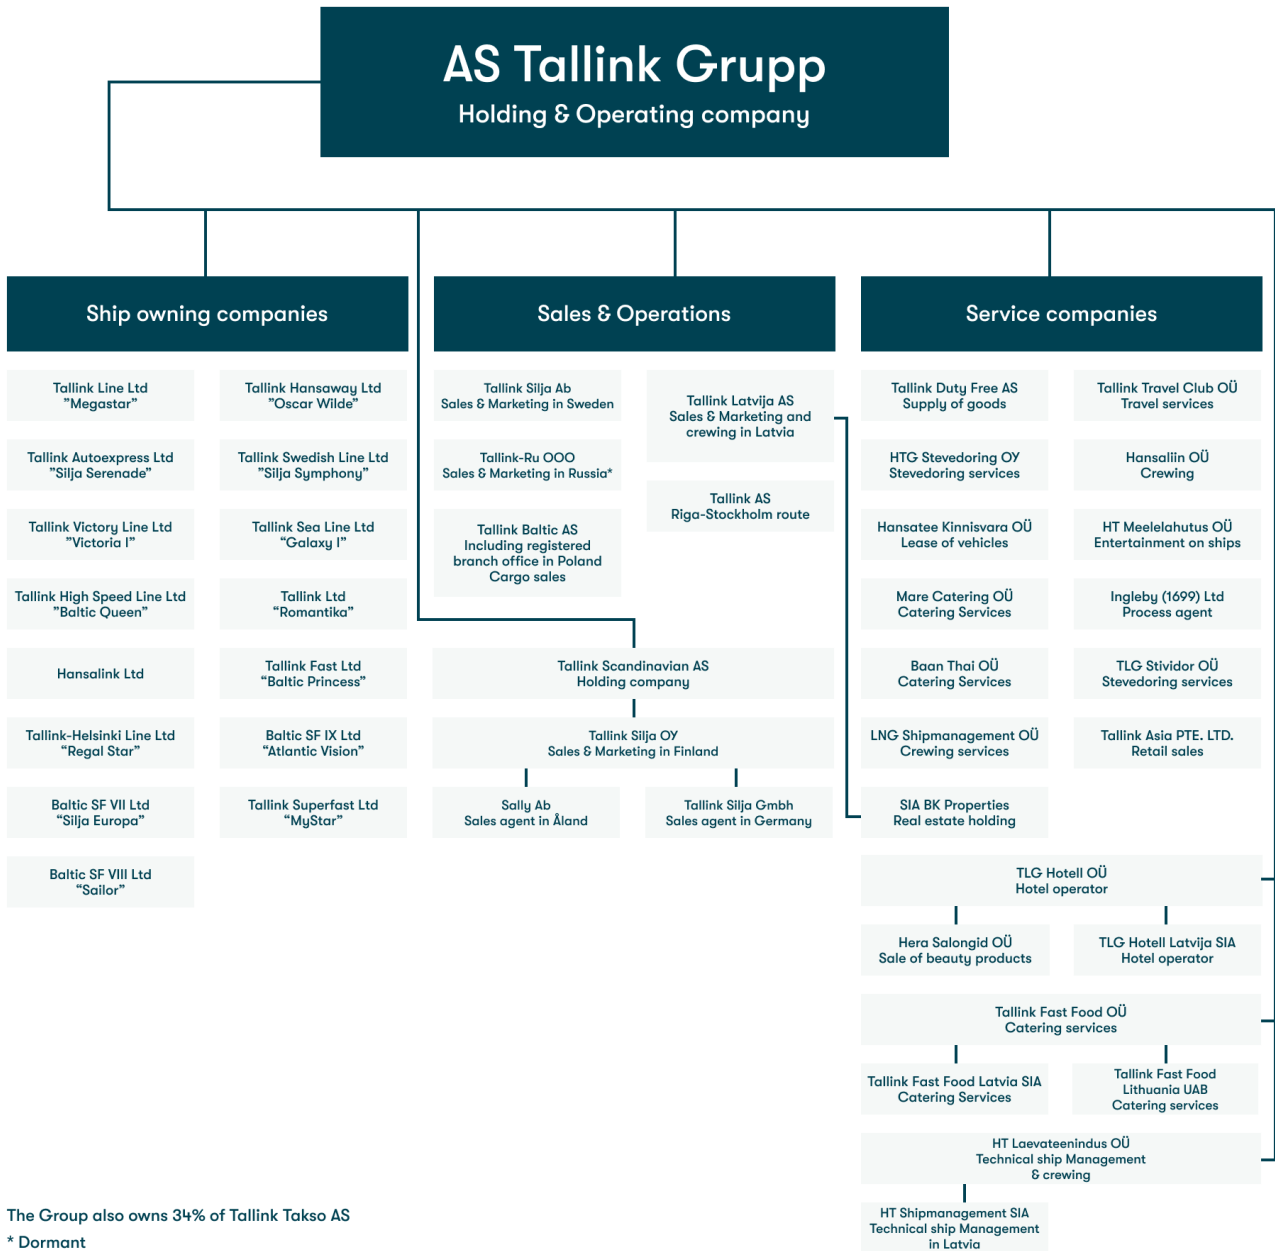 AS Tallink Grupp
Holding & Operating company
Ship owning companies
Tallink Line Ltd
”Megastar”
Tallink Hansaway Ltd
”Oscar Wilde”
Tallink Autoexpress Ltd
”Silja Serenade”
Tallink Swedish Line Ltd
”Silja Symphony”
Tallink Victory Line Ltd
”Victoria I”
Tallink Sea Line Ltd
“Galaxy I”
Tallink High Speed Line Ltd
”Baltic Queen”
Tallink Ltd
“Romantika”
Hansalink Ltd
Tallink Fast Ltd
“Baltic Princess”
Tallink-Helsinki Line Ltd
“Regal Star”
Baltic SF IX Ltd
“Atlantic Vision”
Baltic SF VII Ltd
“Silja Europa”
Tallink Superfast Ltd
“MyStar”
Baltic SF VIII Ltd
“Sailor”
Sales & Operations
Tallink Silja Ab
Sales & Marketing in Sweden
Tallink Latvija AS
Sales & Marketing and
crewing in Latvia
Tallink-Ru OOO
Sales & Marketing in Russia*
Tallink AS
Riga-Stockholm route
Tallink Baltic AS
Including registered
branch office in Poland
Cargo sales
Tallink Scandinavian AS
Holding company
Tallink Silja OY
Sales & Marketing in Finland
Sally Ab
Sales agent in Åland
Tallink Silja Gmbh
Sales agent in Germany
Service companies
Tallink Duty Free AS
Supply of goods
Tallink Travel Club OÜ
Travel services
HTG Stevedoring OY
Stevedoring services
Hansaliin OÜ
Crewing
Hansatee Kinnisvara OÜ
Lease of vehicles
HT Meelelahutus OÜ
Entertainment on ships
Mare Catering OÜ
Catering Services
Ingleby (1699) Ltd
Process agent
Baan Thai OÜ
Catering Services
TLG Stividor OÜ
Stevedoring services
LNG Shipmanagement OÜ
Crewing services
Tallink Asia PTE. LTD.
Retail sales
SIA BK Properties
Real estate holding
TLG Hotell OÜ
Hotel operator
Hera Salongid OÜ
Sale of beauty products
TLG Hotell Latvija SIA
Hotel operator
Tallink Fast Food OÜ
Catering services
Tallink Fast Food Latvia SIA
Catering Services
Tallink Fast Food
Lithuania UAB
Catering services
HT Laevateenindus OÜ
Technical ship Management
& crewing
HT Shipmanagement SIA
Technical ship Management
in Latvia
The Group also owns 34% of Tallink Takso AS
* Dormant